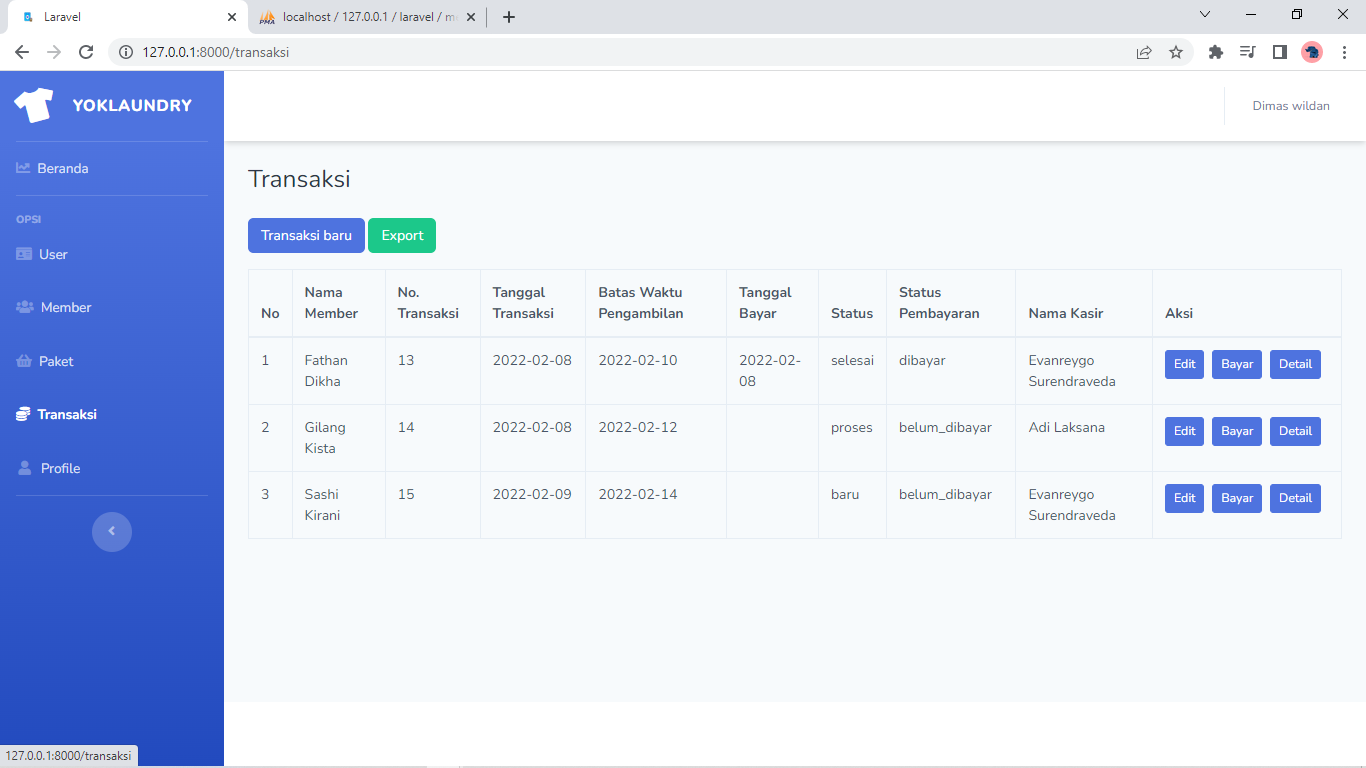 Laravel
localhost / 127.0.0.1 / laravel / m
127.0.0.1:8000/transaksi
YOKLAUNDRY
Dimas wildan
Beranda
OPSI
User
Member
Paket
Transaksi
Profile
Transaksi
Transaksi baru Export
No Nama Member No. Transaksi Tanggal Transaksi Batas Waktu Pengambilan Tanggal Bayar Status Status Pembayaran Nama Kasir Aksi
1 Fathan Dikha 13 2022-02-08 2022-02-10 2022-02-08 selesai dibayar Evanreygo Surendraveda Edit Bayar Detail
2 Gilang Kista 14 2022-02-08 2022-02-12 proses belum_dibayar Adi Laksana Edit Bayar Detail
3 Sashi Kirani 15 2022-02-09 2022-02-14 baru belum_dibayar Evanreygo Surendraveda Edit Bayar Detail
127.0.0.1:8000/transaksi